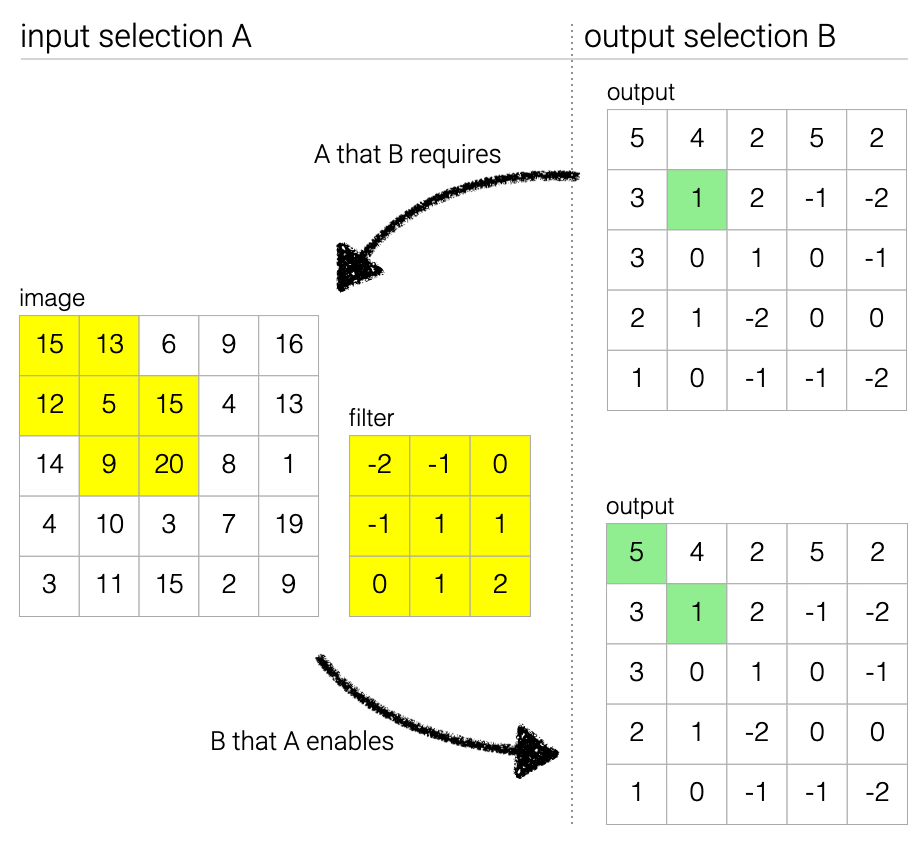 input selection A
output selection B
output
5 4 2 5 2
3 1 2 -1 -2
3 0 1 0 -1
2 1 -2 0 0
1 0 -1 -1 -2
A that B requires
image
15 13 6 9 16
12 5 15 4 13
14 9 20 8 1
4 10 3 7 19
3 11 15 2 9
filter
-2 -1 0
-1 1 1
0 1 2
B that A enables
output
5 4 2 5 2
3 1 2 -1 -2
3 0 1 0 -1
2 1 -2 0 0
1 0 -1 -1 -2